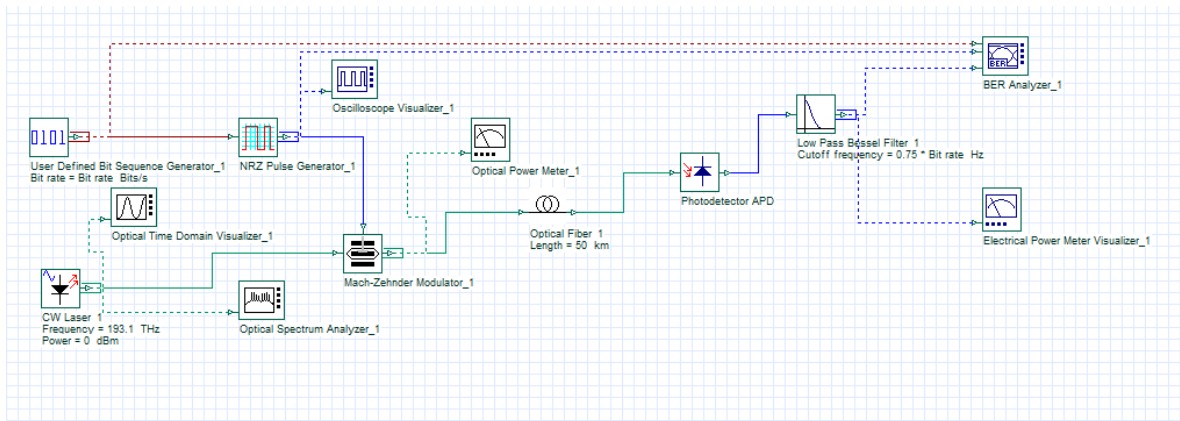 BER
BER Analyzer_1
Oscilloscope Visualizer_1
0101
User Defined Bit Sequence Generator_1
Bit rate = Bit rate  Bits/s
NRZ Pulse Generator_1
Optical Power Meter_1
Low Pass Bessel Filter_1
Cutoff frequency = 0.75 * Bit rate  Hz
Photodetector APD
Optical Time Domain Visualizer_1
Optical Fiber_1
Length = 50  km
Electrical Power Meter Visualizer_1
Mach-Zehnder Modulator_1
CW Laser_1
Frequency = 193.1  THz
Power = 0  dBm
Optical Spectrum Analyzer_1